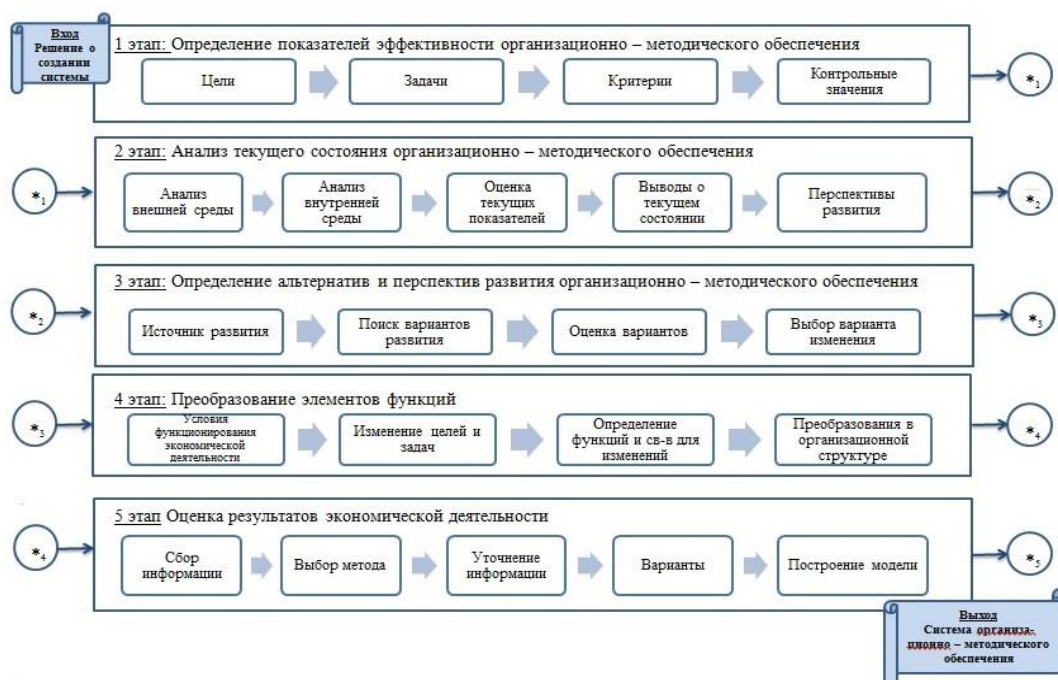 Вход
Решение о
создании
системы
1 этап: Определение показателей эффективности организационно – методического обеспечения
Цели
Задачи
Критерии
Контрольные
значения
*1
2 этап: Анализ текущего состояния организационно – методического обеспечения
*1
Анализ
внешней среды
Анализ
внутренней
среды
Оценка
текущих
показателей
Выводы о
текущем
состоянии
Перспективы
развития
*2
3 этап: Определение альтернатив и перспектив развития организационно – методического обеспечения
*2
Источник развития
Поиск вариантов
развития
Оценка вариантов
Выбор варианта
изменения
*3
4 этап: Преобразование элементов функций
*3
Условия
функционирования
экономической
деятельности
Изменение целей и
задач
Определение
функций и св-в для
изменений
Преобразования в
организационной
структуре
*4
5 этап Оценка результатов экономической деятельности
*4
Сбор
информации
Выбор метода
Уточнение
информации
Варианты
Построение модели
*5
Выход
Система организа-
ционно – методического
обеспечения